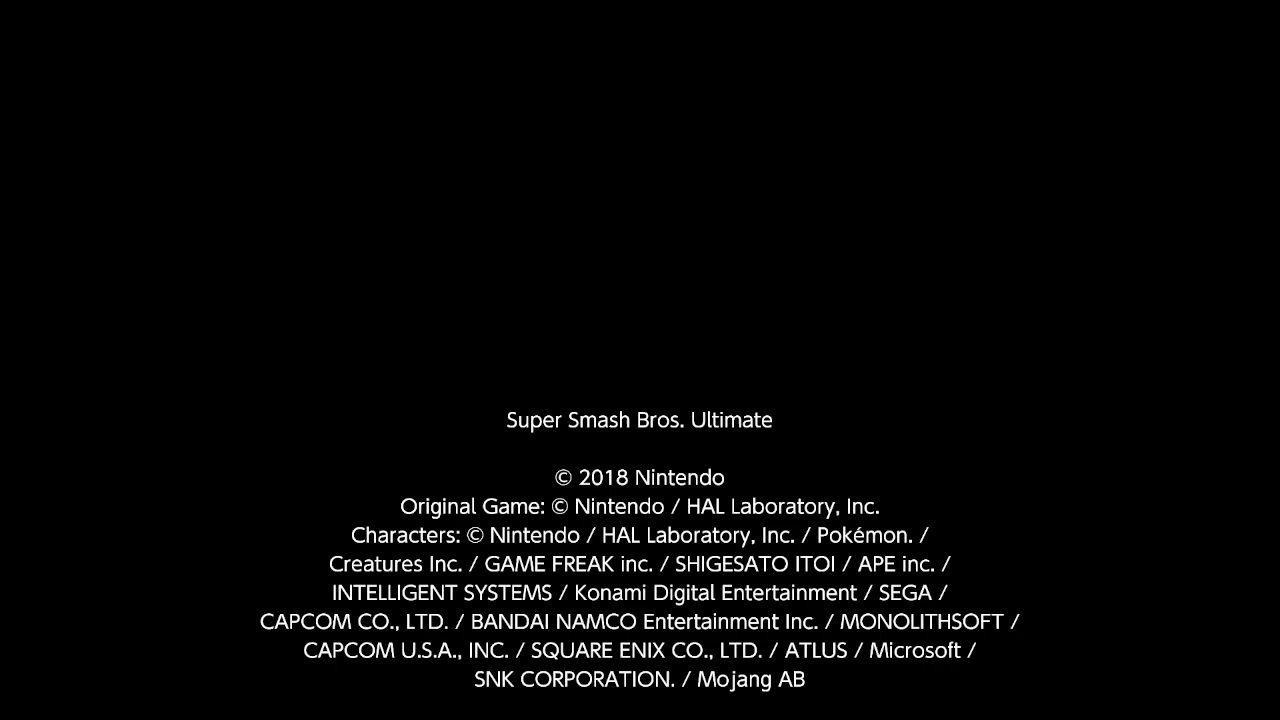 Super Smash Bros. Ultimate
© 2018 Nintendo
Original Game: © Nintendo / HAL Laboratory, Inc.
Characters: © Nintendo / HAL Laboratory, Inc. / Pokémon. /
Creatures Inc. / GAME FREAK inc. / SHIGESATO ITOI / APE inc. /
INTELLIGENT SYSTEMS / Konami Digital Entertainment / SEGA /
CAPCOM CO., LTD. / BANDAI NAMCO Entertainment Inc. / MONOLITHSOFT /
CAPCOM U.S.A., INC. / SQUARE ENIX CO., LTD. / ATLUS / Microsoft /
SNK CORPORATION. / Mojang AB